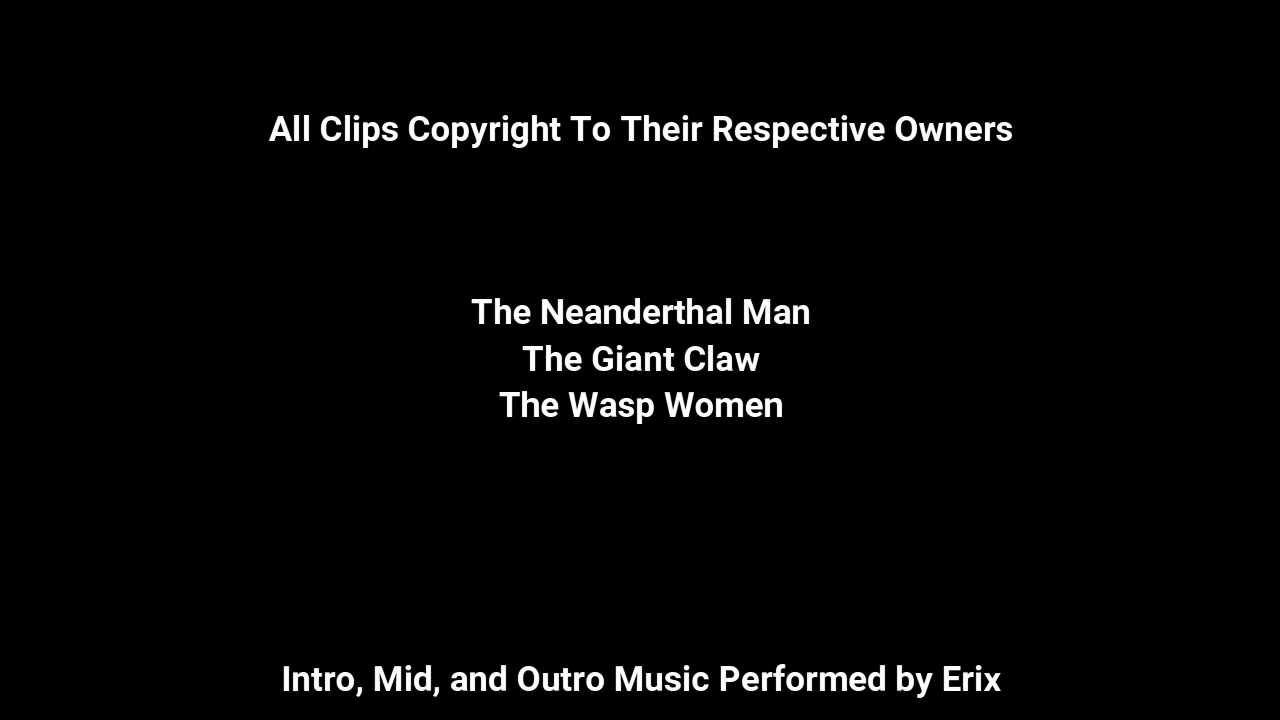 All Clips Copyright To Their Respective Owners
The Neanderthal Man
The Giant Claw
The Wasp Women
Intro, Mid, and Outro Music Performed by Erix